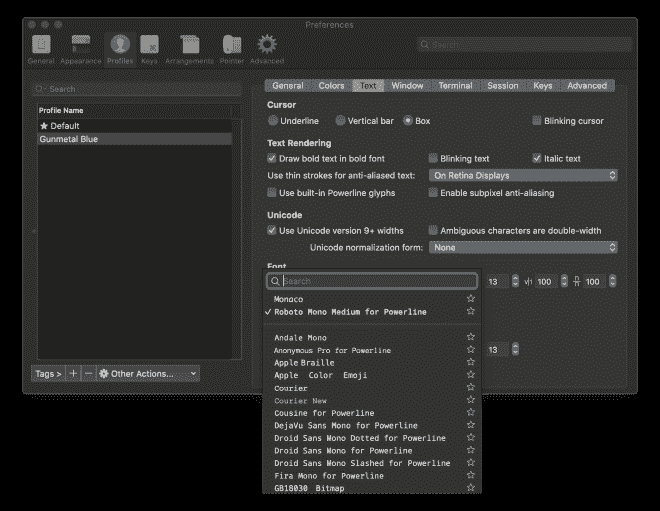 Preferences
General Appearance Profiles Keys Arrangements Pointer Advanced
Search
Search
Profile Name
★ Default
Gunmetal Blue
Tags > + − Other Actions...
General Colors Text Window Terminal Session Keys Advanced
Cursor
Underline Vertical bar Box Blinking cursor
Text Rendering
Draw bold text in bold font Blinking text Italic text
Use thin strokes for anti-aliased text: On Retina Displays
Use built-in Powerline glyphs Enable subpixel anti-aliasing
Unicode
Use Unicode version 9+ widths Ambiguous characters are double-width
Unicode normalization form: None
Font
Search 13 100 100
Monaco
✓ Roboto Mono Medium for Powerline
Andale Mono
Anonymous Pro for Powerline 13
Apple Braille
Apple Color Emoji
Courier
Courier New
Cousine for Powerline
DejaVu Sans Mono for Powerline
Droid Sans Mono Dotted for Powerline
Droid Sans Mono for Powerline
Droid Sans Mono Slashed for Powerline
Fira Mono for Powerline
GB18030 Bitmap